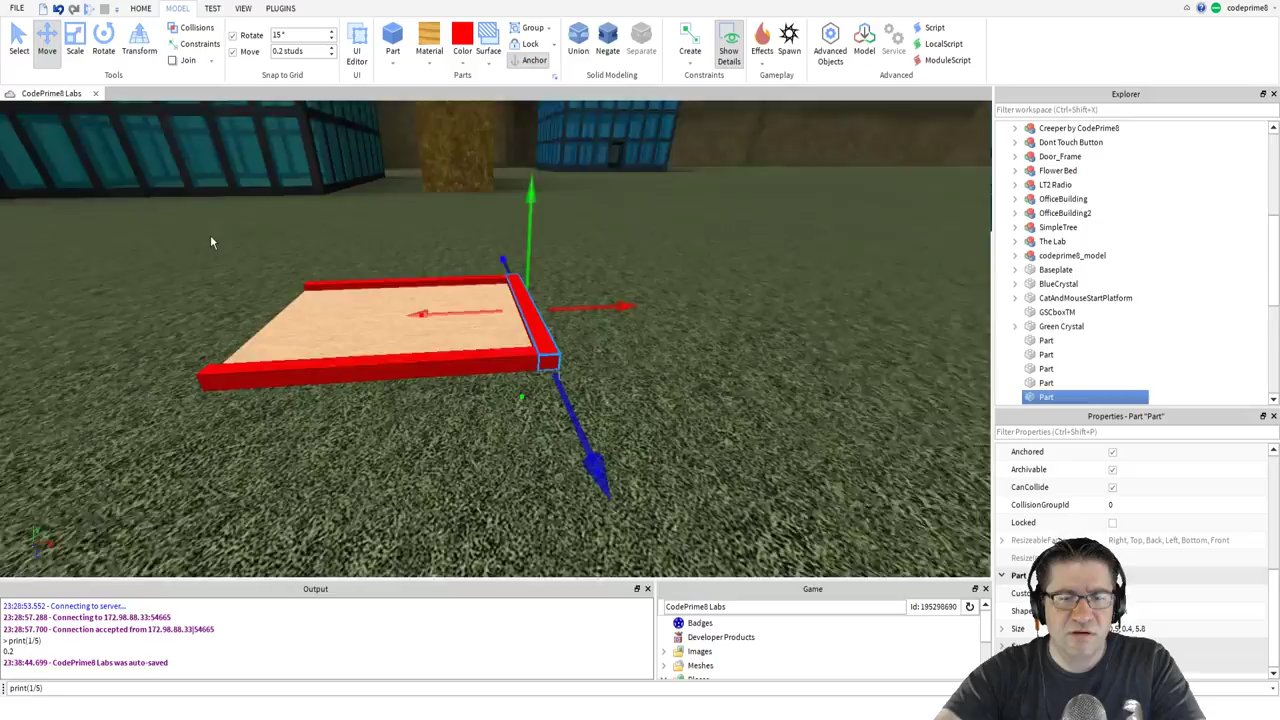 FILE HOME MODEL TEST VIEW PLUGINS codeprime8
Select Move Scale Rotate Transform
Collisions
Constraints
Join
Tools
Rotate 15°
Move 0.2 studs
Snap to Grid
UI
Editor
UI
Part Material Color Surface
Group
Lock
Anchor
Parts
Union Negate Separate
Solid Modeling
Create Show
Details
Constraints
Effects Spawn
Gameplay
Advanced
Objects
Model Service
Script
LocalScript
ModuleScript
Advanced
CodePrime8 Labs
Explorer
Filter workspace (Ctrl+Shift+X)
Creeper by CodePrime8
Dont Touch Button
Door_Frame
Flower Bed
LT2 Radio
OfficeBuilding
OfficeBuilding2
SimpleTree
The Lab
codeprime8_model
Baseplate
BlueCrystal
CatAndMouseStartPlatform
GSCboxTM
Green Crystal
Part
Part
Part
Part
Part
Properties - Part "Part"
Filter Properties (Ctrl+Shift+P)
Anchored
Archivable
CanCollide
CollisionGroupId 0
Locked
Right, Top, Back, Left, Bottom, Front
Part
Size
Output
23:28:53.552 - Connecting to server...
23:28:57.288 - Connecting to 172.98.88.33:54665
23:28:57.700 - Connection accepted from 172.98.88.33|54665
> print(1/5)
0.2
23:38:44.699 - CodePrime8 Labs was auto-saved
Game
CodePrime8 Labs Id: 195298690
Badges
Developer Products
Images
Meshes
print(1/5)